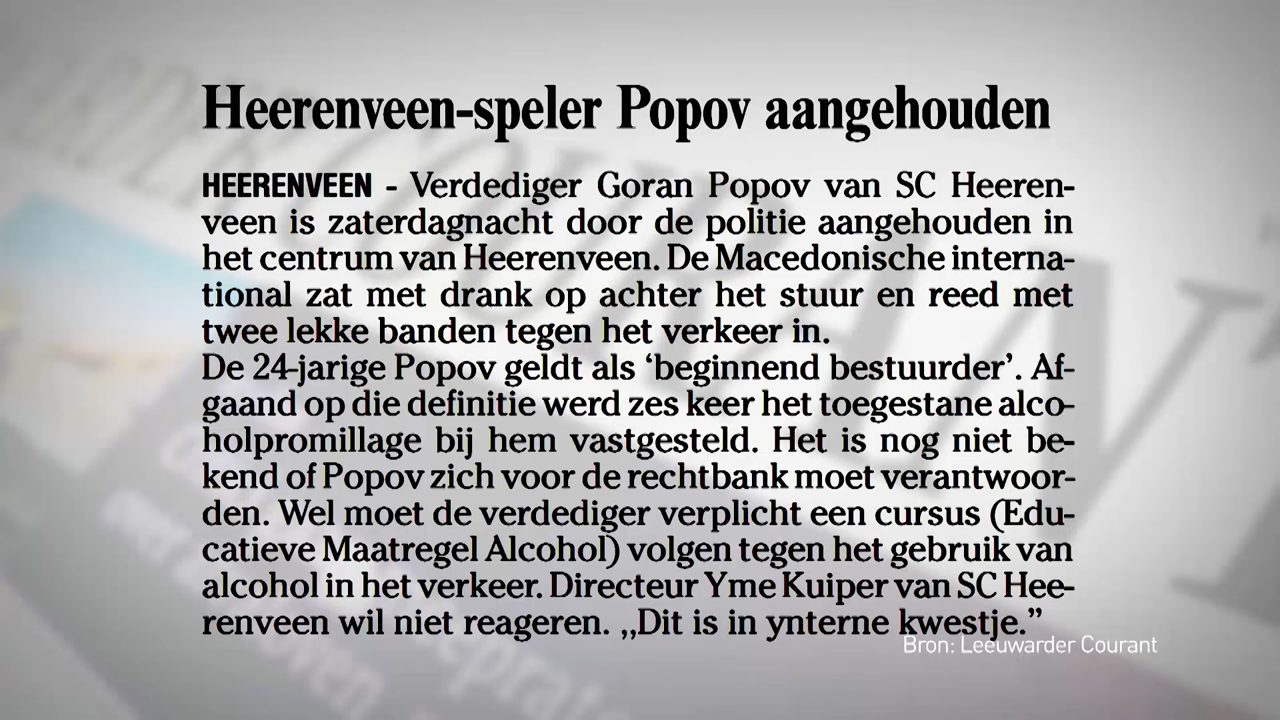 Heerenveen-speler Popov aangehouden
HEERENVEEN - Verdediger Goran Popov van SC Heeren-
veen is zaterdagnacht door de politie aangehouden in
het centrum van Heerenveen. De Macedonische interna-
tional zat met drank op achter het stuur en reed met
twee lekke banden tegen het verkeer in.
De 24-jarige Popov geldt als ‘beginnend bestuurder’. Af-
gaand op die definitie werd zes keer het toegestane alco-
holpromillage bij hem vastgesteld. Het is nog niet be-
kend of Popov zich voor de rechtbank moet verantwoor-
den. Wel moet de verdediger verplicht een cursus (Edu-
catieve Maatregel Alcohol) volgen tegen het gebruik van
alcohol in het verkeer. Directeur Yme Kuiper van SC Hee-
renveen wil niet reageren. ,,Dit is in ynterne kwestje.”
Bron: Leeuwarder Courant